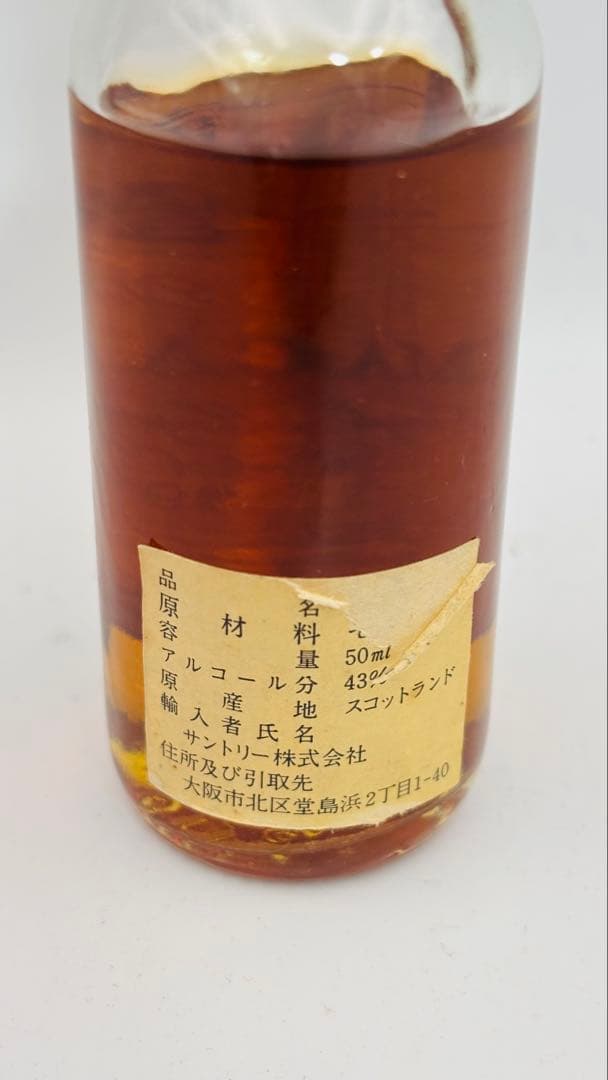 品 名
原 材 料
容 量 50ml
アルコール分 43%
原 産 地 スコットランド
輸入者氏名
サントリー株式会社
住所及び引取先
大阪市北区堂島浜2丁目1-40